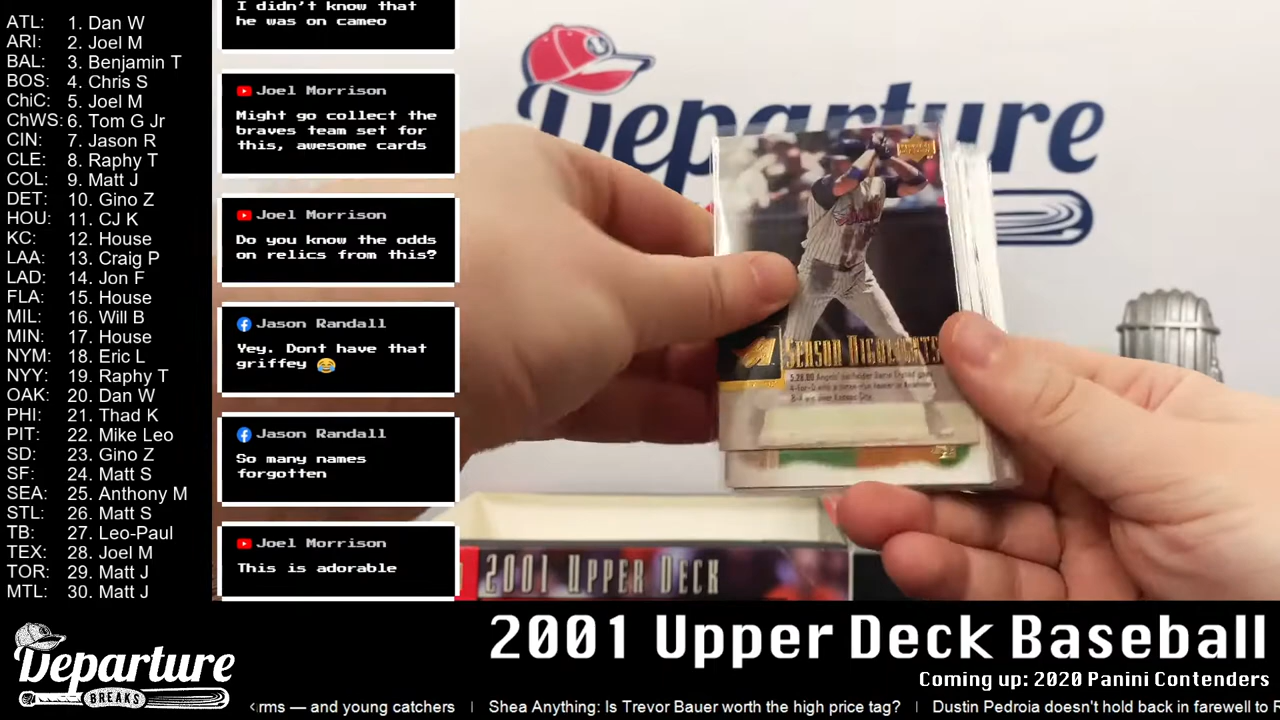 ATL: 1. Dan W
ARI: 2. Joel M
BAL: 3. Benjamin T
BOS: 4. Chris S
ChiC: 5. Joel M
ChWS: 6. Tom G Jr
CIN: 7. Jason R
CLE: 8. Raphy T
COL: 9. Matt J
DET: 10. Gino Z
HOU: 11. CJ K
KC: 12. House
LAA: 13. Craig P
LAD: 14. Jon F
FLA: 15. House
MIL: 16. Will B
MIN: 17. House
NYM: 18. Eric L
NYY: 19. Raphy T
OAK: 20. Dan W
PHI: 21. Thad K
PIT: 22. Mike Leo
SD: 23. Gino Z
SF: 24. Matt S
SEA: 25. Anthony M
STL: 26. Matt S
TB: 27. Leo-Paul
TEX: 28. Joel M
TOR: 29. Matt J
MTL: 30. Matt J
I didn't know that
he was on cameo
Joel Morrison
Might go collect the
braves team set for
this, awesome cards
Joel Morrison
Do you know the odds
on relics from this?
Jason Randall
Yey. Dont have that
griffey 😂
Jason Randall
So many names
forgotten
Joel Morrison
This is adorable
Departure
SEASON HIGHLIGHTS
2001 UPPER DECK
Departure
BREAKS
2001 Upper Deck Baseball
Coming up: 2020 Panini Contenders
‹rms — and young catchers | Shea Anything: Is Trevor Bauer worth the high price tag? | Dustin Pedroia doesn't hold back in farewell to R